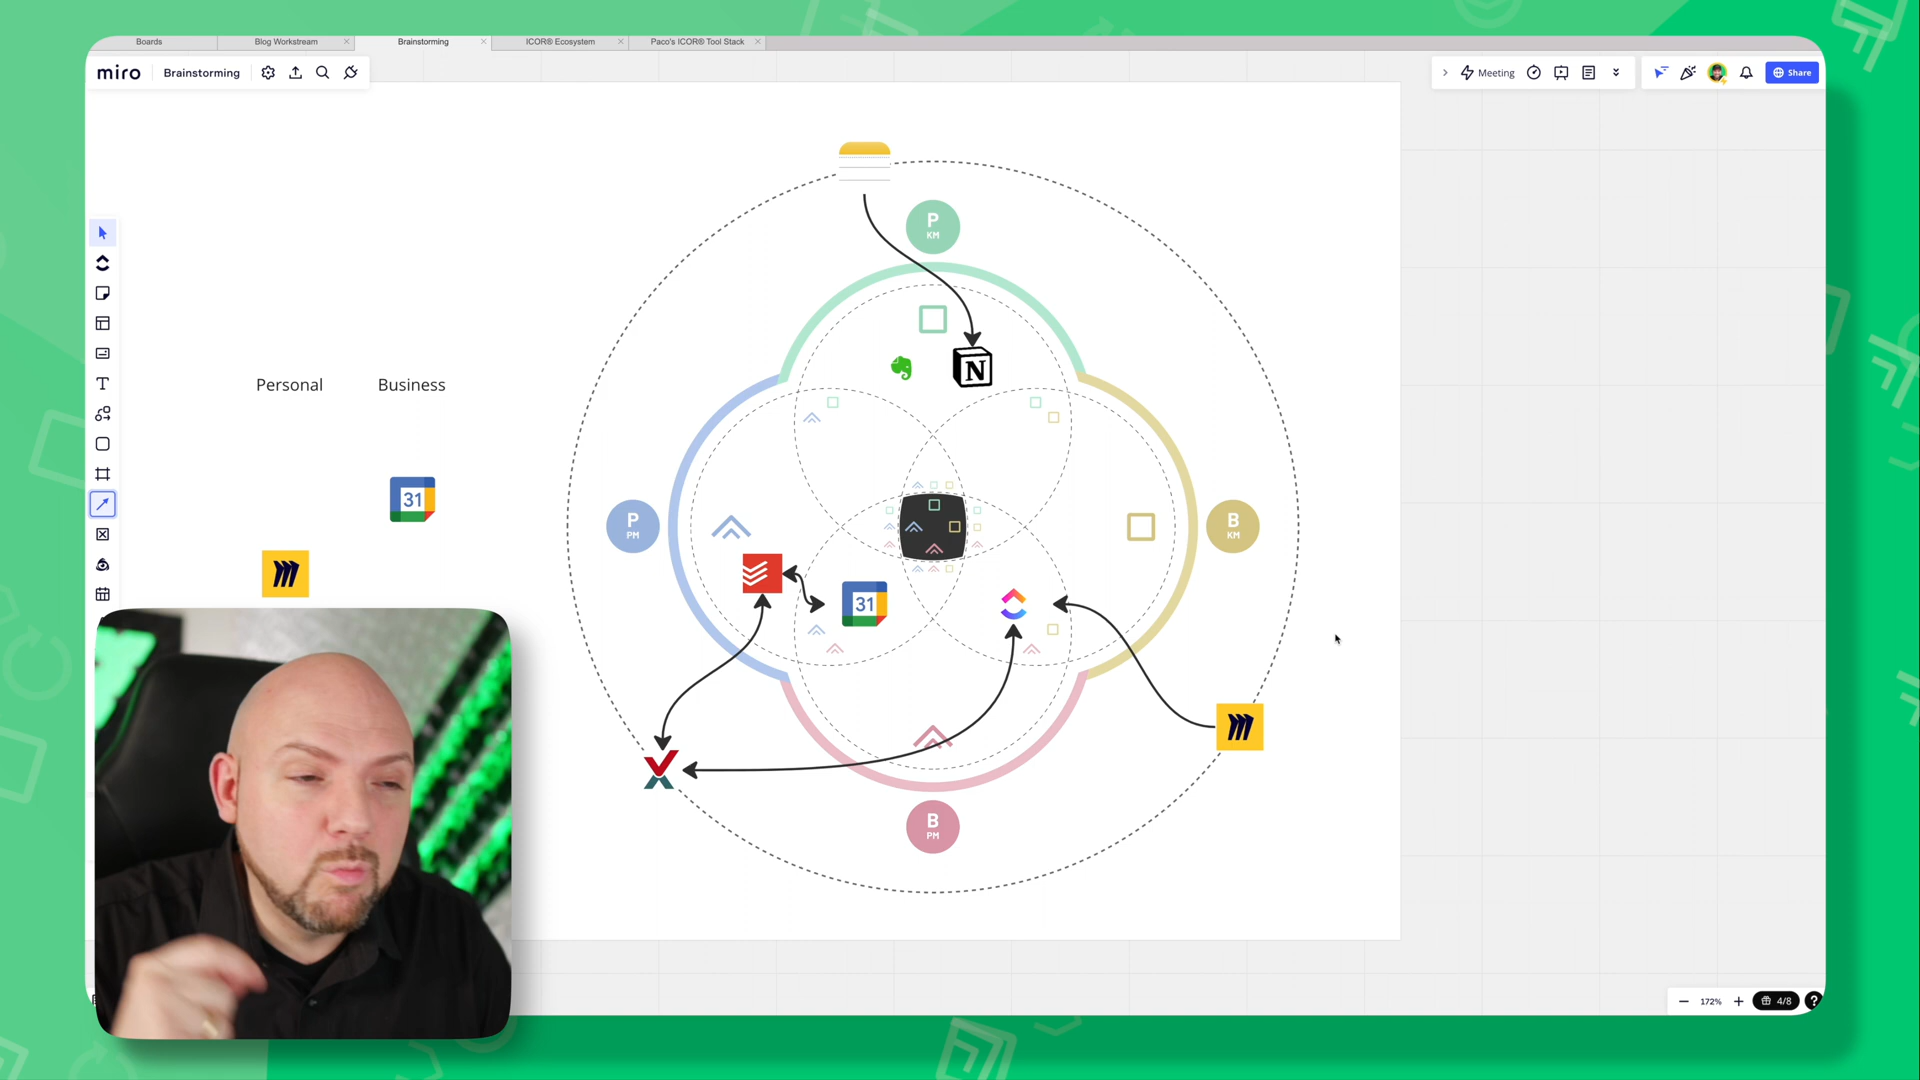 Boards
Blog Workstream
Brainstorming
ICOR® Ecosystem
Paco's ICOR® Tool Stack
miro
Brainstorming
Meeting
Share
P
KM
Personal
Business
N
31
P
PM
B
KM
31
B
PM
172%
4/8
?